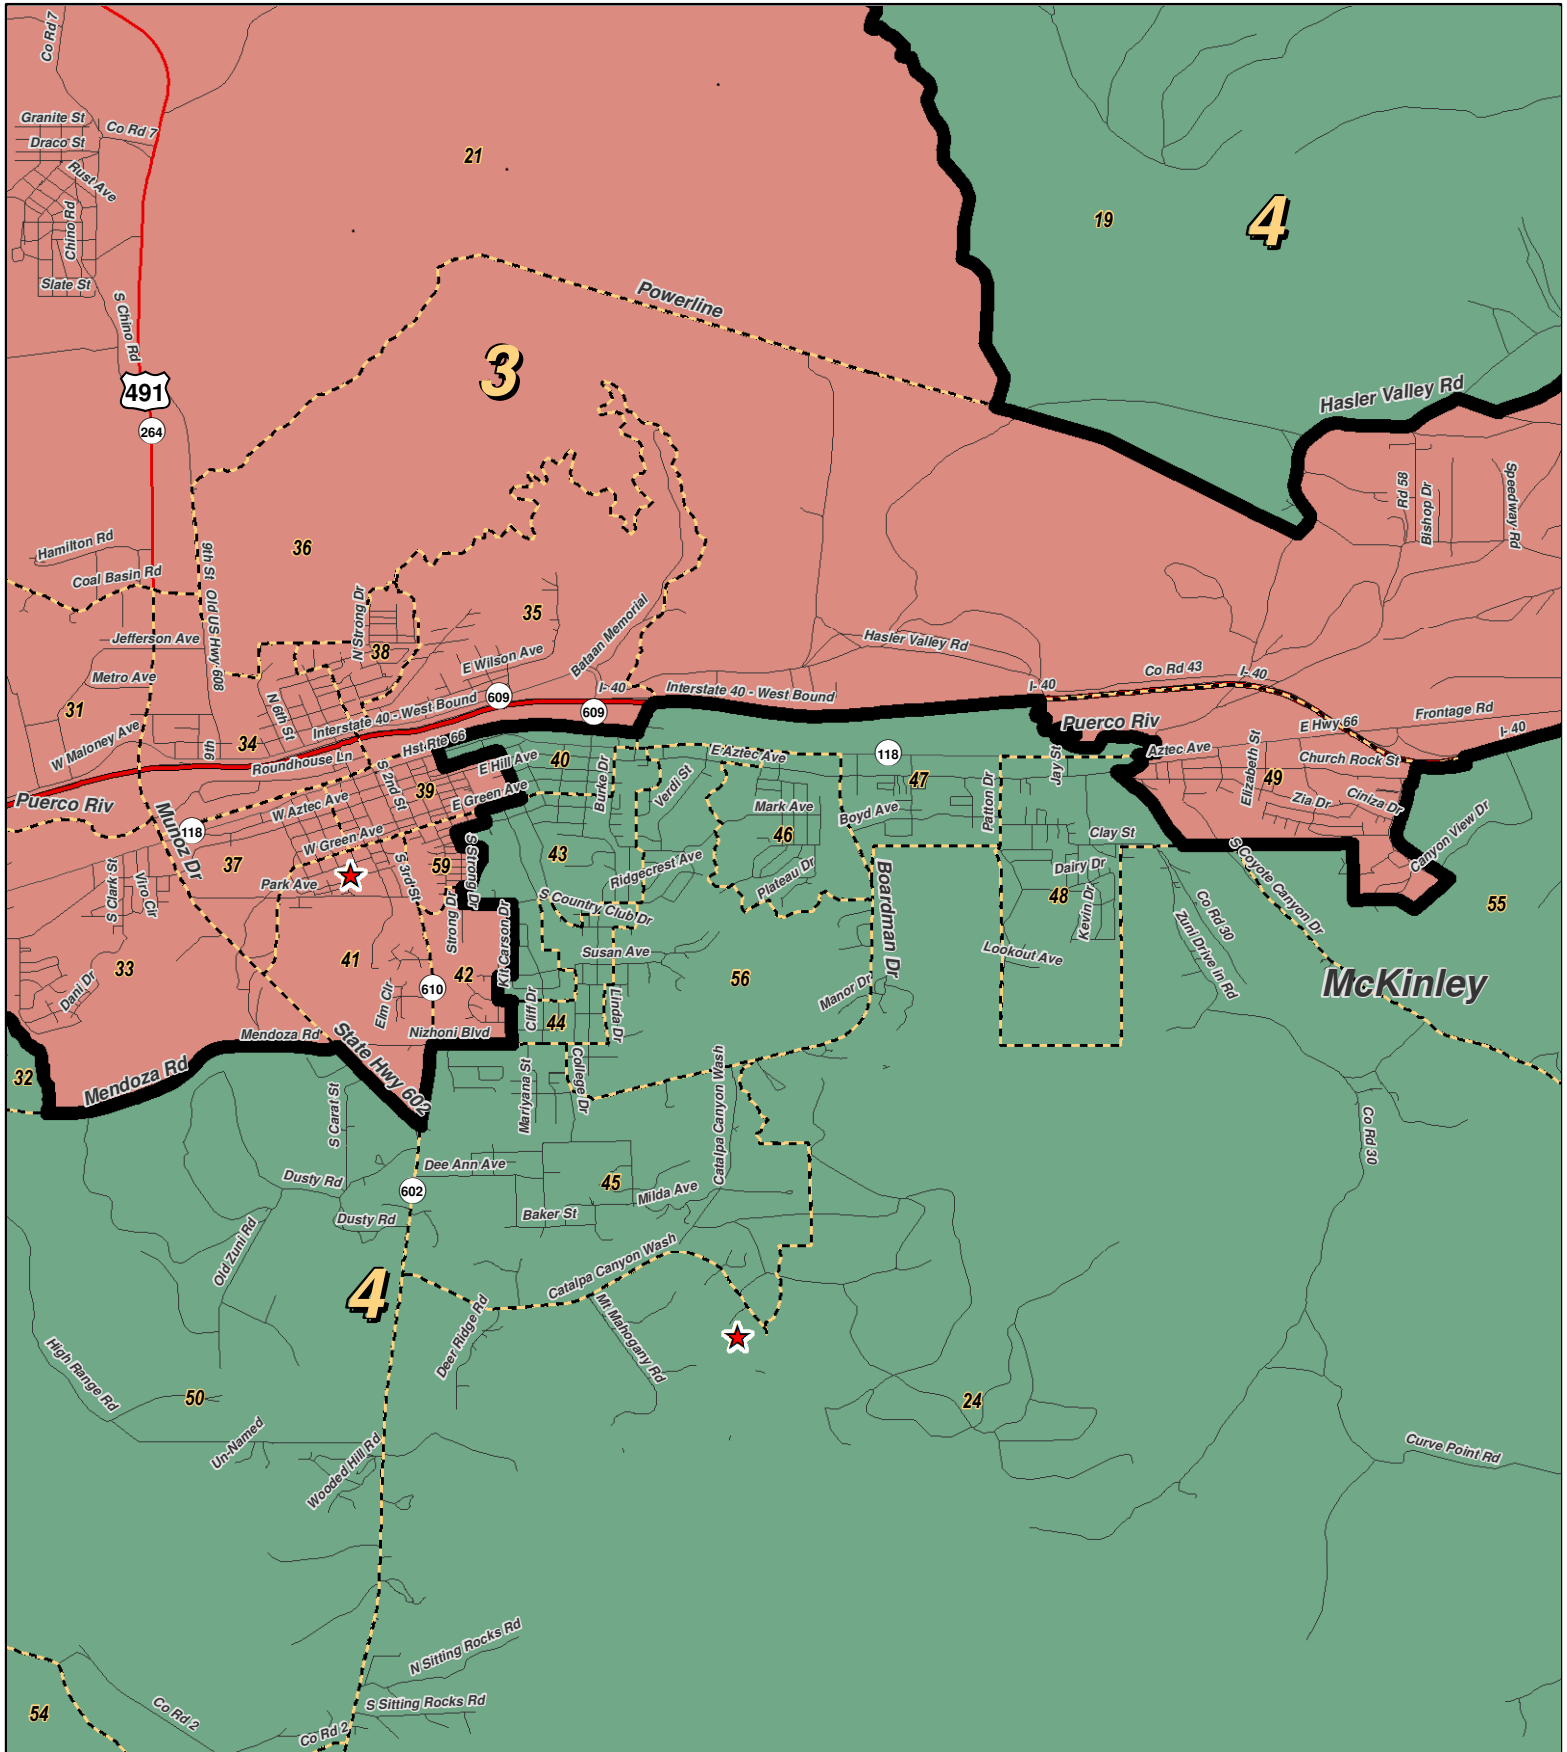 Co Rd 7
Granite St
Co Rd 7
Draco St
Rust Ave
21
Chino Rd
19
4
Slate St
S Chino Rd
Powerline
3
491
Hasler Valley Rd
264
Rd 58
Bishop Dr
Speedway Rd
Hamilton Rd
36
9th St
Coal Basin Rd
Old US Hwy 608
N Strong Dr
35
Bataan Memorial
Jefferson Ave
38
E Wilson Ave
Hasler Valley Rd
Metro Ave
Co Rd 43
I- 40
I- 40
Interstate 40 - West Bound
I- 40
31
N 6th St
609
609
Interstate 40 - West Bound
Puerco Riv
E Hwy 66
Frontage Rd
I- 40
W Maloney Ave
34
9th
Hst Rte 66
Roundhouse Ln
E Hill Ave
40
E Aztec Ave
118
Aztec Ave
Elizabeth St
Church Rock St
S 2nd St
39
Burke Dr
Verdi St
47
Patton Dr
Jay St
49
Zia Dr
Ciniza Dr
Puerco Riv
W Aztec Ave
E Green Ave
Mark Ave
Boyd Ave
Munoz Dr
118
W Green Ave
46
Clay St
Canyon View Dr
37
S 3rd St
59
S Strong Dr
43
Ridgecrest Ave
Plateau Dr
Dairy Dr
S Coyote Canyon Dr
S Clark St
Viro Cir
Park Ave
S Country Club Dr
Boardman Dr
48
Kevin Dr
Co Rd 30
55
Strong Dr
Kit Carson Dr
Susan Ave
Lookout Ave
Zuni Drive In Rd
33
41
42
56
McKinley
Dani Dr
610
Elm Cir
Cliff Dr
Linda Dr
Manor Dr
44
Mendoza Rd
State Hwy 602
Nizhoni Blvd
32
Mendoza Rd
Mariyana St
College Dr
Catalpa Canyon Wash
S Carat St
Co Rd 30
Dee Ann Ave
Dusty Rd
602
45
Milda Ave
Dusty Rd
Baker St
Old Zuni Rd
4
Catalpa Canyon Wash
Deer Ridge Rd
Mt Mahogany Rd
High Range Rd
50
24
Un-Named
Wooded Hill Rd
Curve Point Rd
N Sitting Rocks Rd
S Sitting Rocks Rd
54
Co Rd 2
Co Rd 2